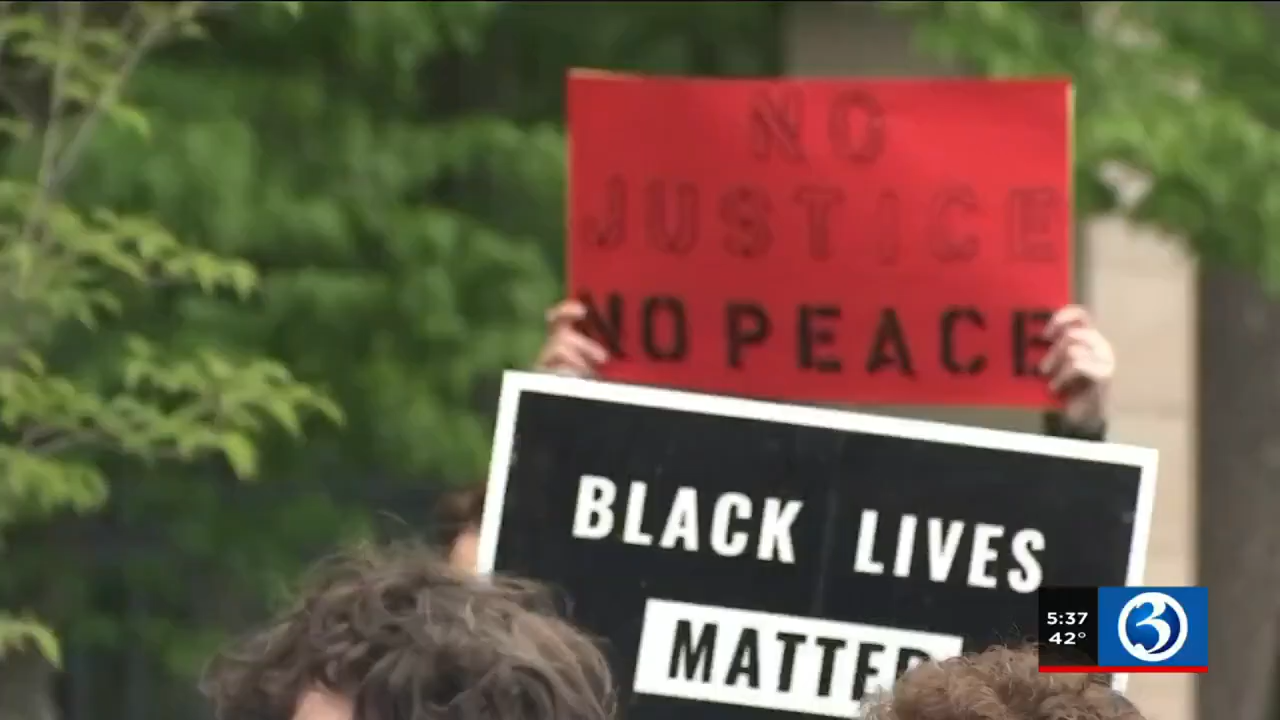 NO
JUSTICE
NO PEACE
BLACK LIVES
MATTER
5:37
42°
3